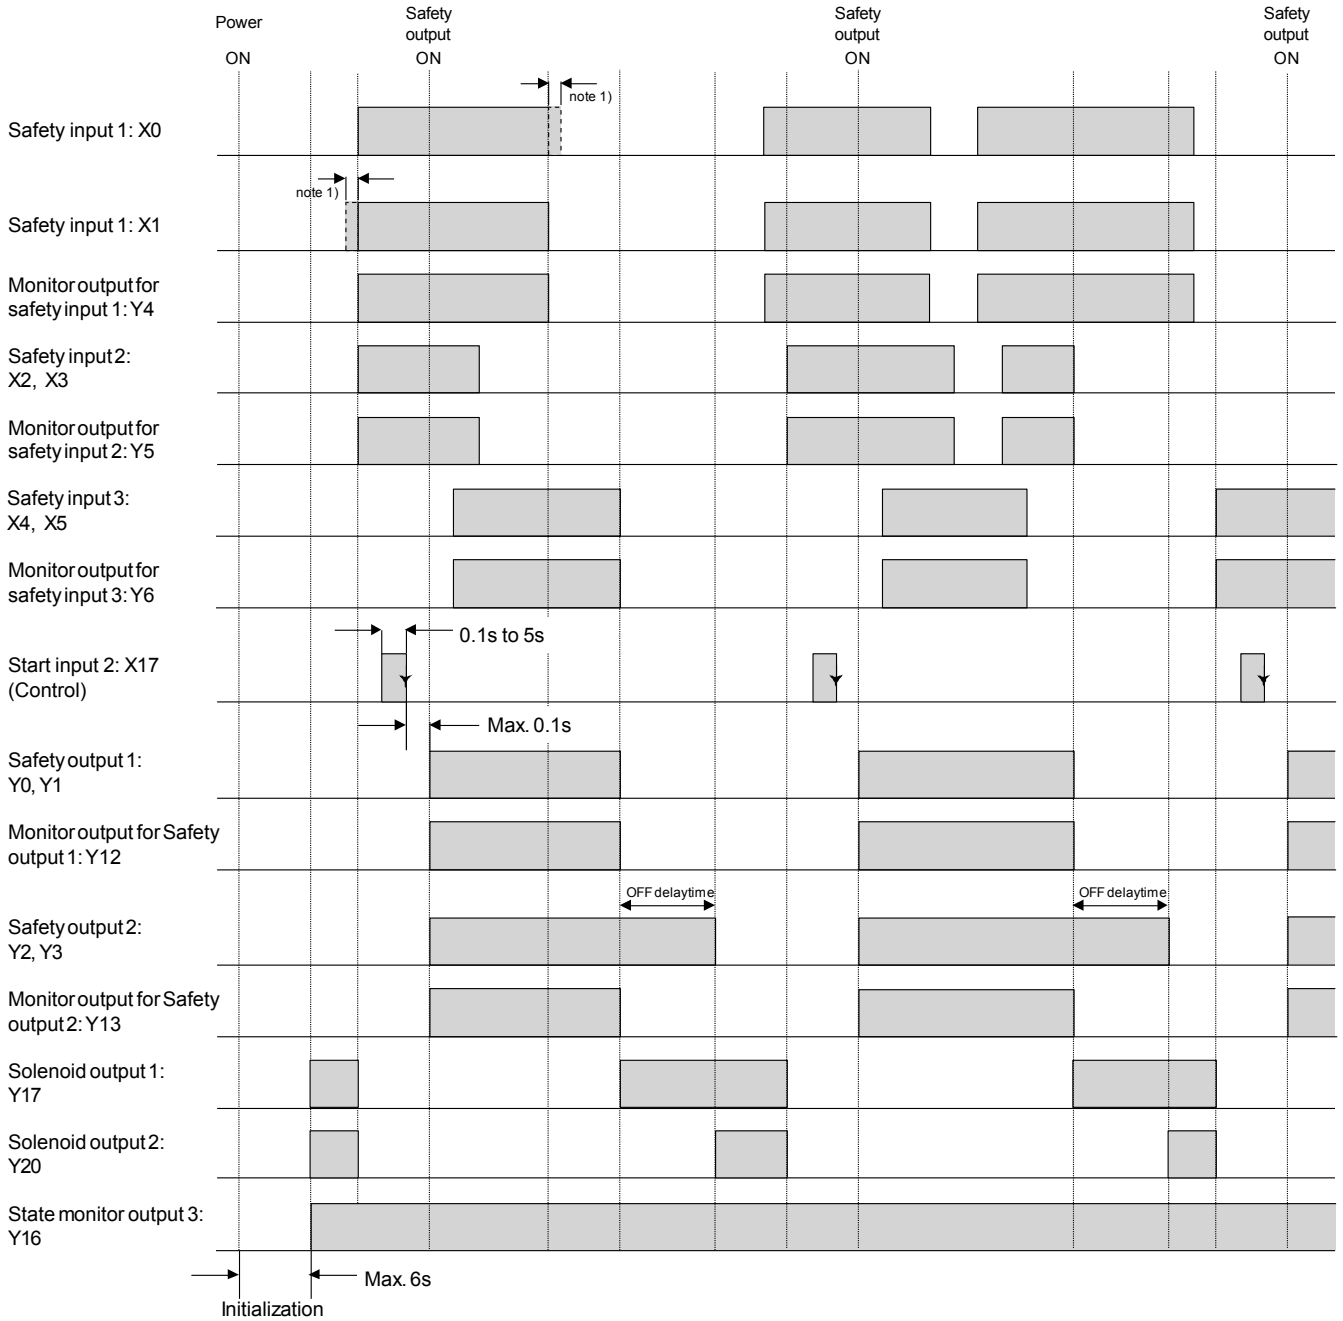 Power
ON
Safety
output
ON
Safety
output
ON
Safety
output
ON
note 1)
Safety input 1: X0
note 1)
Safety input 1: X1
Monitor output for
safety input 1: Y4
Safety input 2:
X2, X3
Monitor output for
safety input 2: Y5
Safety input 3:
X4, X5
Monitor output for
safety input 3: Y6
0.1s to 5s
Start input 2: X17
(Control)
Max. 0.1s
Safety output 1:
Y0, Y1
Monitor output for Safety
output 1: Y12
OFF delay time
OFF delay time
Safety output 2:
Y2, Y3
Monitor output for Safety
output 2: Y13
Solenoid output 1:
Y17
Solenoid output 2:
Y20
State monitor output 3:
Y16
Max. 6s
Initialization